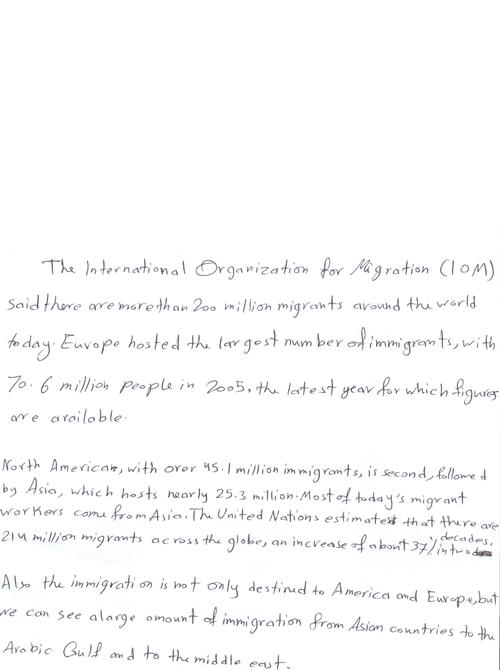 The International Organization for Migration (IOM)
said there are more than 200 million migrants around the world
today. Europe hosted the largest number of immigrants, with
70.6 million people in 2005, the latest year for which figures
are available.
North American, with over 45.1 million immigrants, is second, followed
by Asia, which hosts nearly 25.3 million. Most of today's migrant
workers come from Asia. The United Nations estimates that there are
214 million migrants across the globe, an increase of about 37% in two decades.
Also the immigration is not only destined to America and Europe, but
we can see a large amount of immigration from Asian countries to the
Arabic Gulf and to the middle east.